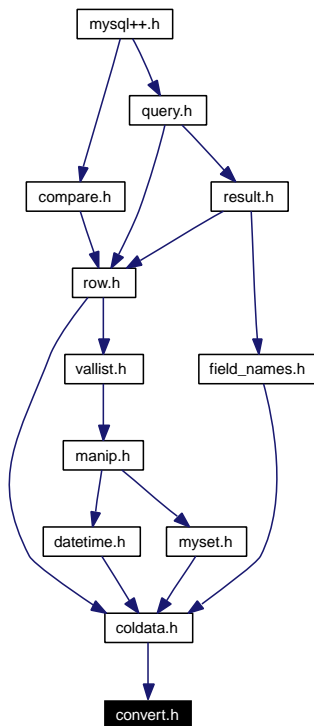 mysql++.h
query.h
compare.h
result.h
row.h
vallist.h
field_names.h
manip.h
datetime.h
myset.h
coldata.h
convert.h